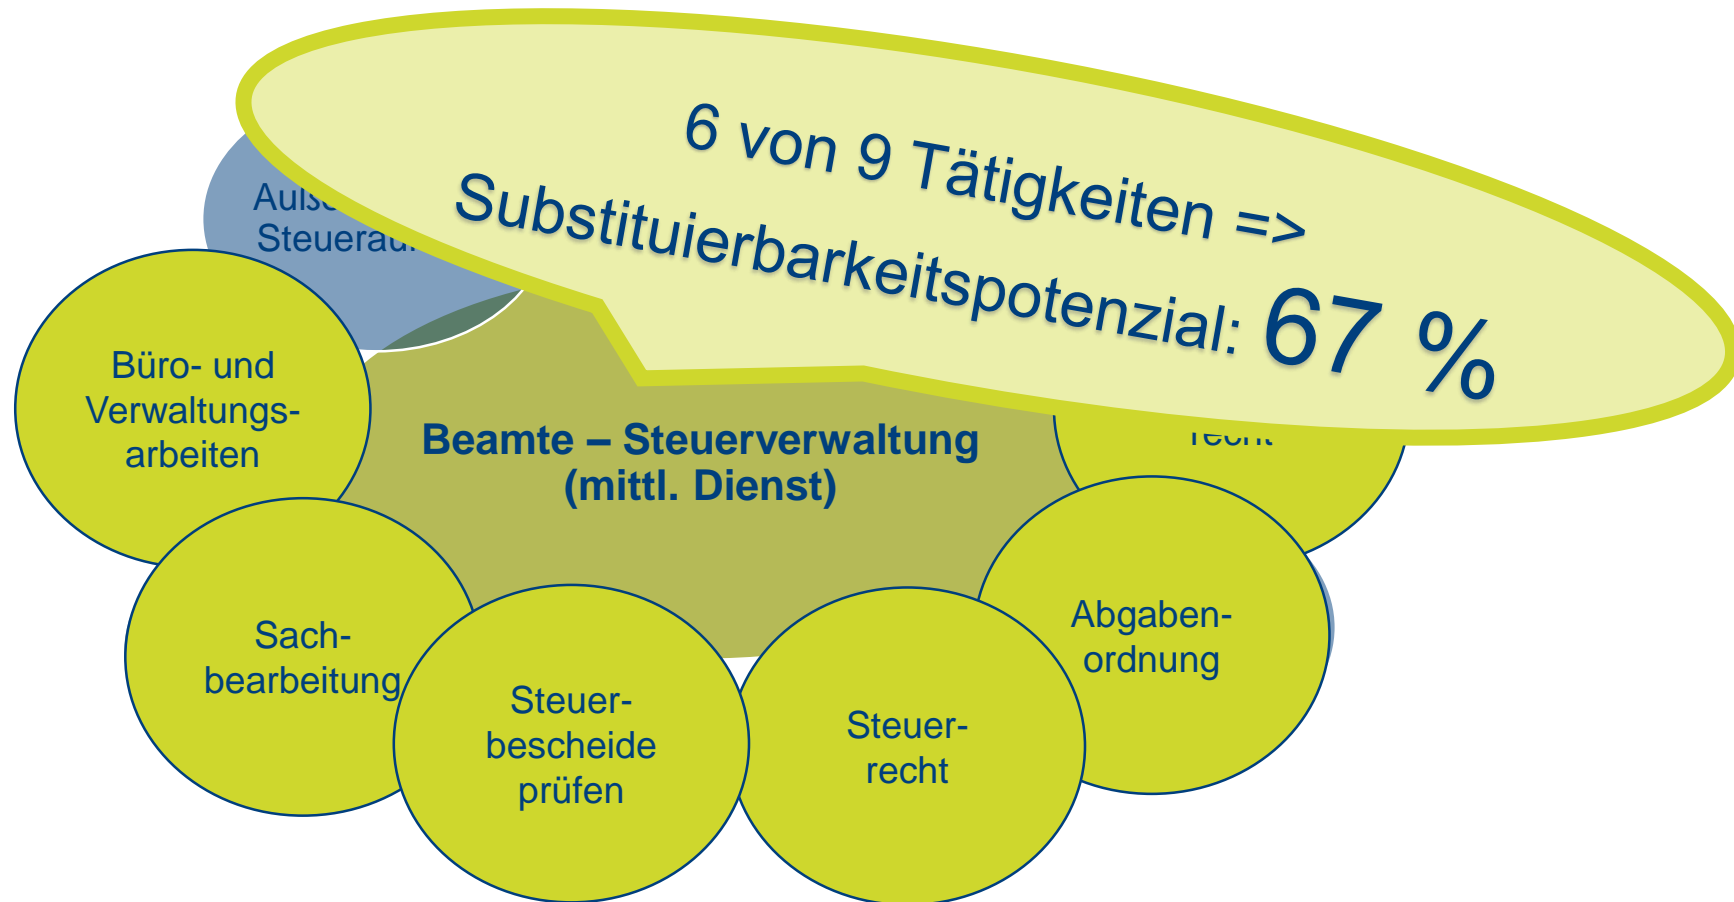 6 von 9 Tätigkeiten =>
Substituierbarkeitspotenzial: 67 %
Büro- und
Verwaltungs-
arbeiten
Beamte – Steuerverwaltung
(mittl. Dienst)
recht
Sach-
bearbeitung
Steuer-
bescheide
prüfen
Steuer-
recht
Abgaben-
ordnung